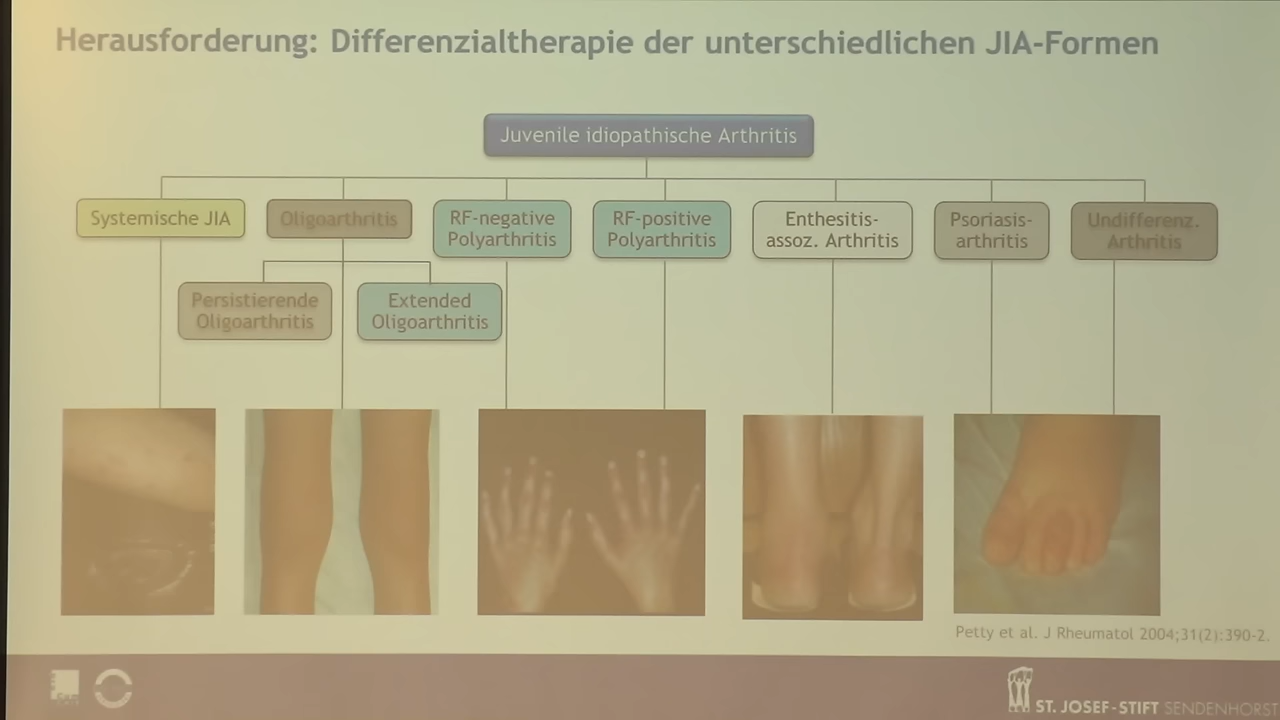 Herausforderung: Differenzialtherapie der unterschiedlichen JIA-Formen
Juvenile idiopathische Arthritis
Systemische JIA
Oligoarthritis
RF-negative
Polyarthritis
RF-positive
Polyarthritis
Enthesitis-
assoz. Arthritis
Psoriasis-
arthritis
Undifferenz.
Arthritis
Persistierende
Oligoarthritis
Extended
Oligoarthritis
Petty et al. J Rheumatol 2004;31(2):390-2.
ST. JOSEF-STIFT SENDENHORST